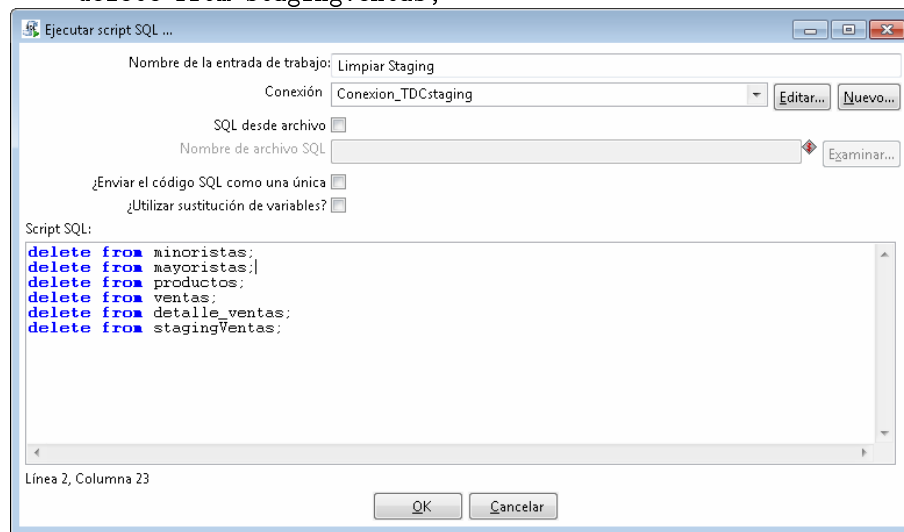 delete from stagingVentas;
Ejecutar script SQL ...
Nombre de la entrada de trabajo: Limpiar Staging
Conexión Conexion_TDCstaging Editar... Nuevo...
SQL desde archivo
Nombre de archivo SQL Examinar...
¿Enviar el código SQL como una única
¿Utilizar sustitución de variables?
Script SQL:
delete from minoristas;
delete from mayoristas;
delete from productos;
delete from ventas;
delete from detalle_ventas;
delete from stagingVentas;
Línea 2, Columna 23
OK Cancelar